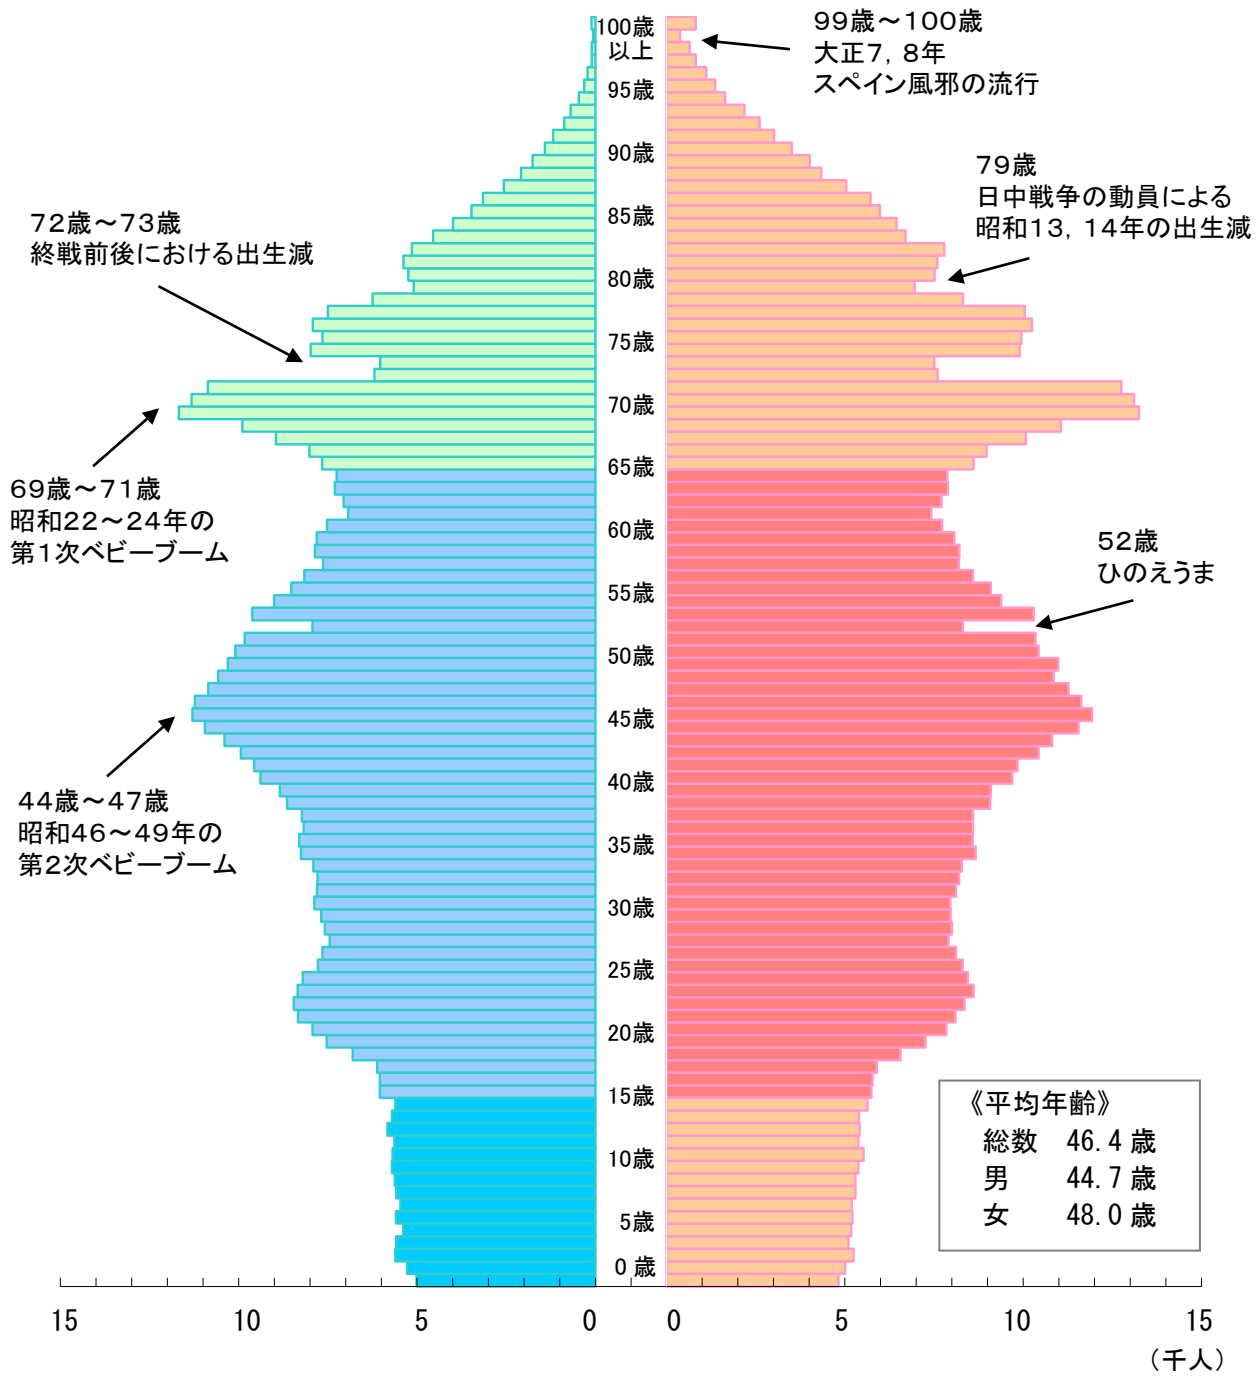 99歳～100歳
大正7，8年
スペイン風邪の流行
79歳
日中戦争の動員による
昭和13，14年の出生減
72歳～73歳
終戦前後における出生減
69歳～71歳
昭和22～24年の
第1次ベビーブーム
52歳
ひのえうま
44歳～47歳
昭和46～49年の
第2次ベビーブーム
100歳
以上
95歳
90歳
85歳
80歳
75歳
70歳
65歳
60歳
55歳
50歳
45歳
40歳
35歳
30歳
25歳
20歳
15歳
10歳
5歳
0歳
《平均年齢》
総数 46.4歳
男 44.7歳
女 48.0歳
15 10 5 0 0 5 10 15
（千人）